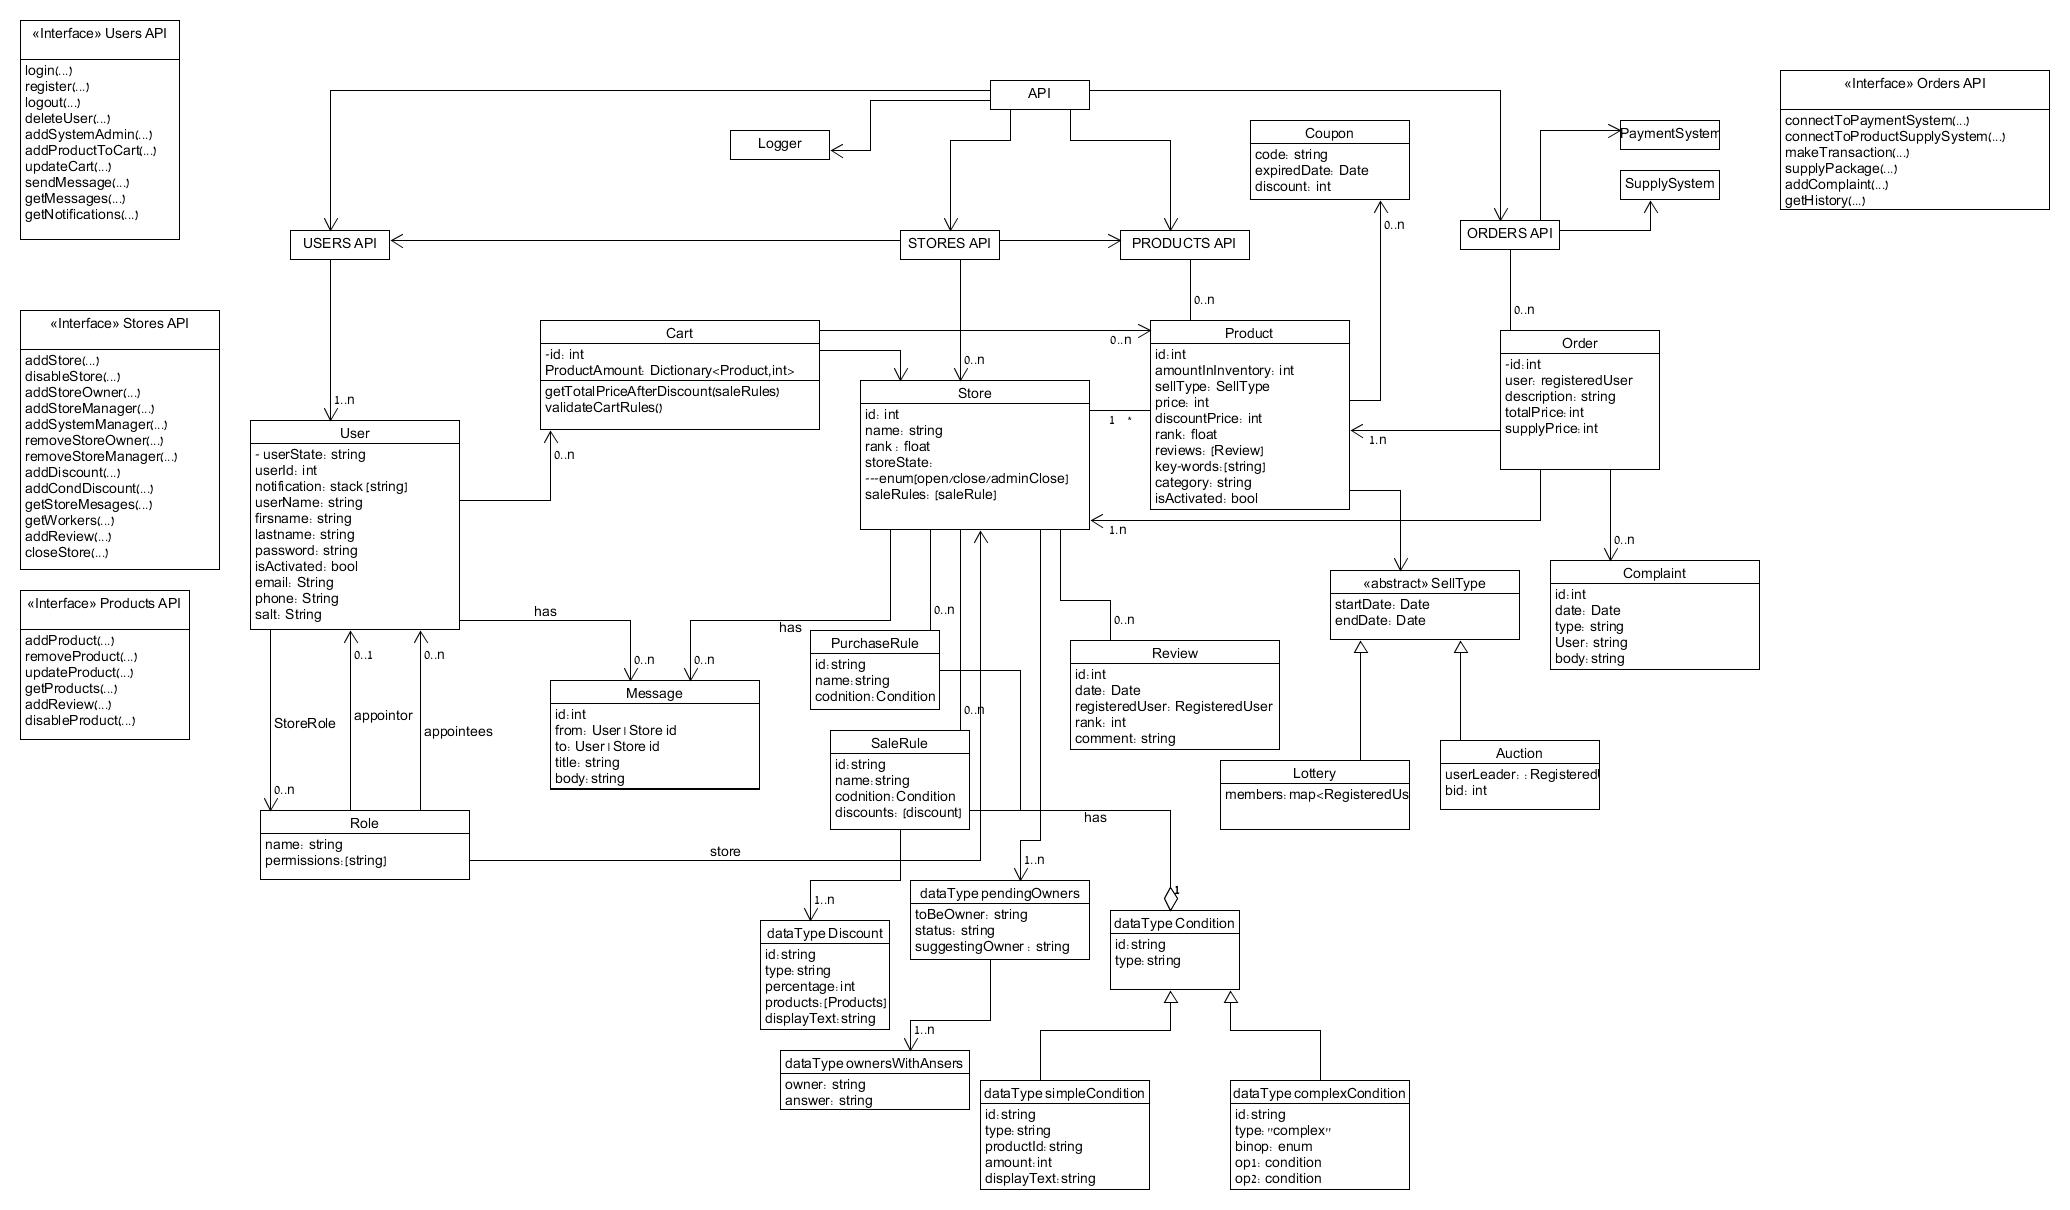 «Interface» Users API
login(...)
register(...)
logout(...)
deleteUser(...)
addSystemAdmin(...)
addProductToCart(...)
updateCart(...)
sendMessage(...)
getMessages(...)
getNotifications(...)
API
Logger
Coupon
code: string
expiredDate: Date
discount: int
0..n
PaymentSystem
SupplySystem
«Interface» Orders API
connectToPaymentSystem(...)
connectToProductSupplySystem(...)
makeTransaction(...)
supplyPackage(...)
addComplaint(...)
getHistory(...)
USERS API
STORES API
PRODUCTS API
ORDERS API
0..n
0..n
0..n
0..n
1..n
«Interface» Stores API
addStore(...)
disableStore(...)
addStoreOwner(...)
addStoreManager(...)
addSystemManager(...)
removeStoreOwner(...)
removeStoreManager(...)
addDiscount(...)
addCondDiscount(...)
getStoreMesages(...)
getWorkers(...)
addReview(...)
closeStore(...)
Cart
-id: int
ProductAmount: Dictionary<Product,int>
getTotalPriceAfterDiscount(saleRules)
validateCartRules()
0..n
Product
id:int
amountInInventory: int
sellType: SellType
price: int
discountPrice: int
rank: float
reviews: [Review]
key-words:[string]
category: string
isActivated: bool
Order
-id:int
user: registeredUser
description: string
totalPrice:int
supplyPrice:int
Store
id: int
name: string
rank : float
storeState:
---enum[open/close/adminClose]
saleRules: [saleRule]
1 *
1.n
1.n
0..n
User
- userState: string
userId: int
notification: stack[string]
userName: string
firsname: string
lastname: string
password: string
isActivated: bool
email: String
phone: String
salt: String
«Interface» Products API
addProduct(...)
removeProduct(...)
updateProduct(...)
getProducts(...)
addReview(...)
disableProduct(...)
«abstract» SellType
startDate: Date
endDate: Date
Complaint
id:int
date: Date
type: string
User: string
body:string
has
has
0..n
0..n
0..n
0..n
0..n
0..1
0..n
StoreRole
appointor
appointees
0..n
Message
id:int
from: User|Store id
to: User|Store id
title: string
body:string
PurchaseRule
id:string
name:string
codnition:Condition
Review
id:int
date: Date
registeredUser: RegisteredUser
rank: int
comment: string
SaleRule
id:string
name:string
codnition:Condition
discounts: [discount]
Lottery
members:map<RegisteredUs
Auction
userLeader: :RegisteredU
bid: int
Role
name: string
permissions:[string]
store
has
1..n
1..n
1
dataType Discount
id:string
type:string
percentage:int
products:[Products]
displayText:string
dataType pendingOwners
toBeOwner: string
status: string
suggestingOwner : string
dataType Condition
id:string
type:string
1..n
dataType ownersWithAnsers
owner: string
answer: string
dataType simpleCondition
id:string
type:string
productId:string
amount:int
displayText:string
dataType complexCondition
id:string
type:"complex"
binop: enum
op1: condition
op2: condition